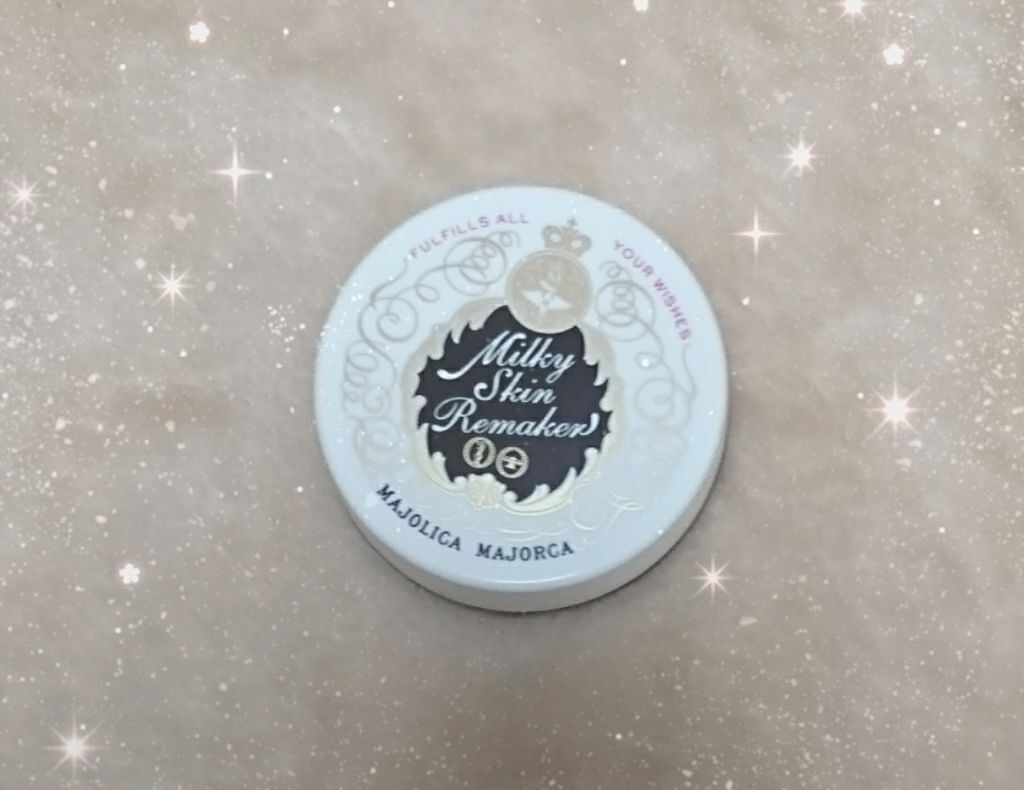 FULFILLS ALL
YOUR WISHES
Milky
Skin
Remaker
MAJOLICA MAJORCA